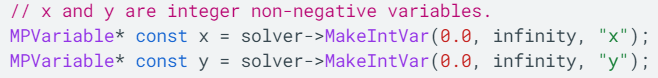 // x and y are integer non-negative variables.
MPVariable* const x = solver->MakeIntVar(0.0, infinity, "x");
MPVariable* const y = solver->MakeIntVar(0.0, infinity, "y");